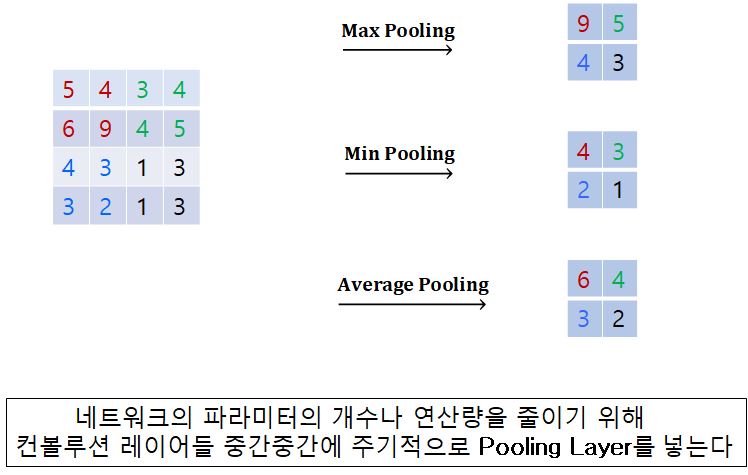 Max Pooling
9 5
4 3
5 4 3 4
6 9 4 5
4 3 1 3
3 2 1 3
Min Pooling
4 3
2 1
Average Pooling
6 4
3 2
네트워크의 파라미터의 개수나 연산량을 줄이기 위해
컨볼루션 레이어들 중간중간에 주기적으로 Pooling Layer를 넣는다